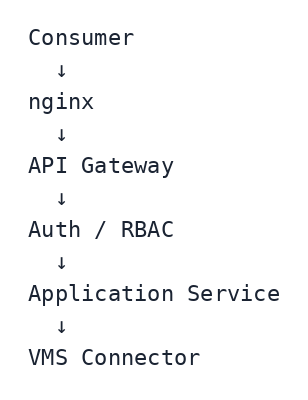 Consumer
↓
nginx
↓
API Gateway
↓
Auth / RBAC
↓
Application Service
↓
VMS Connector